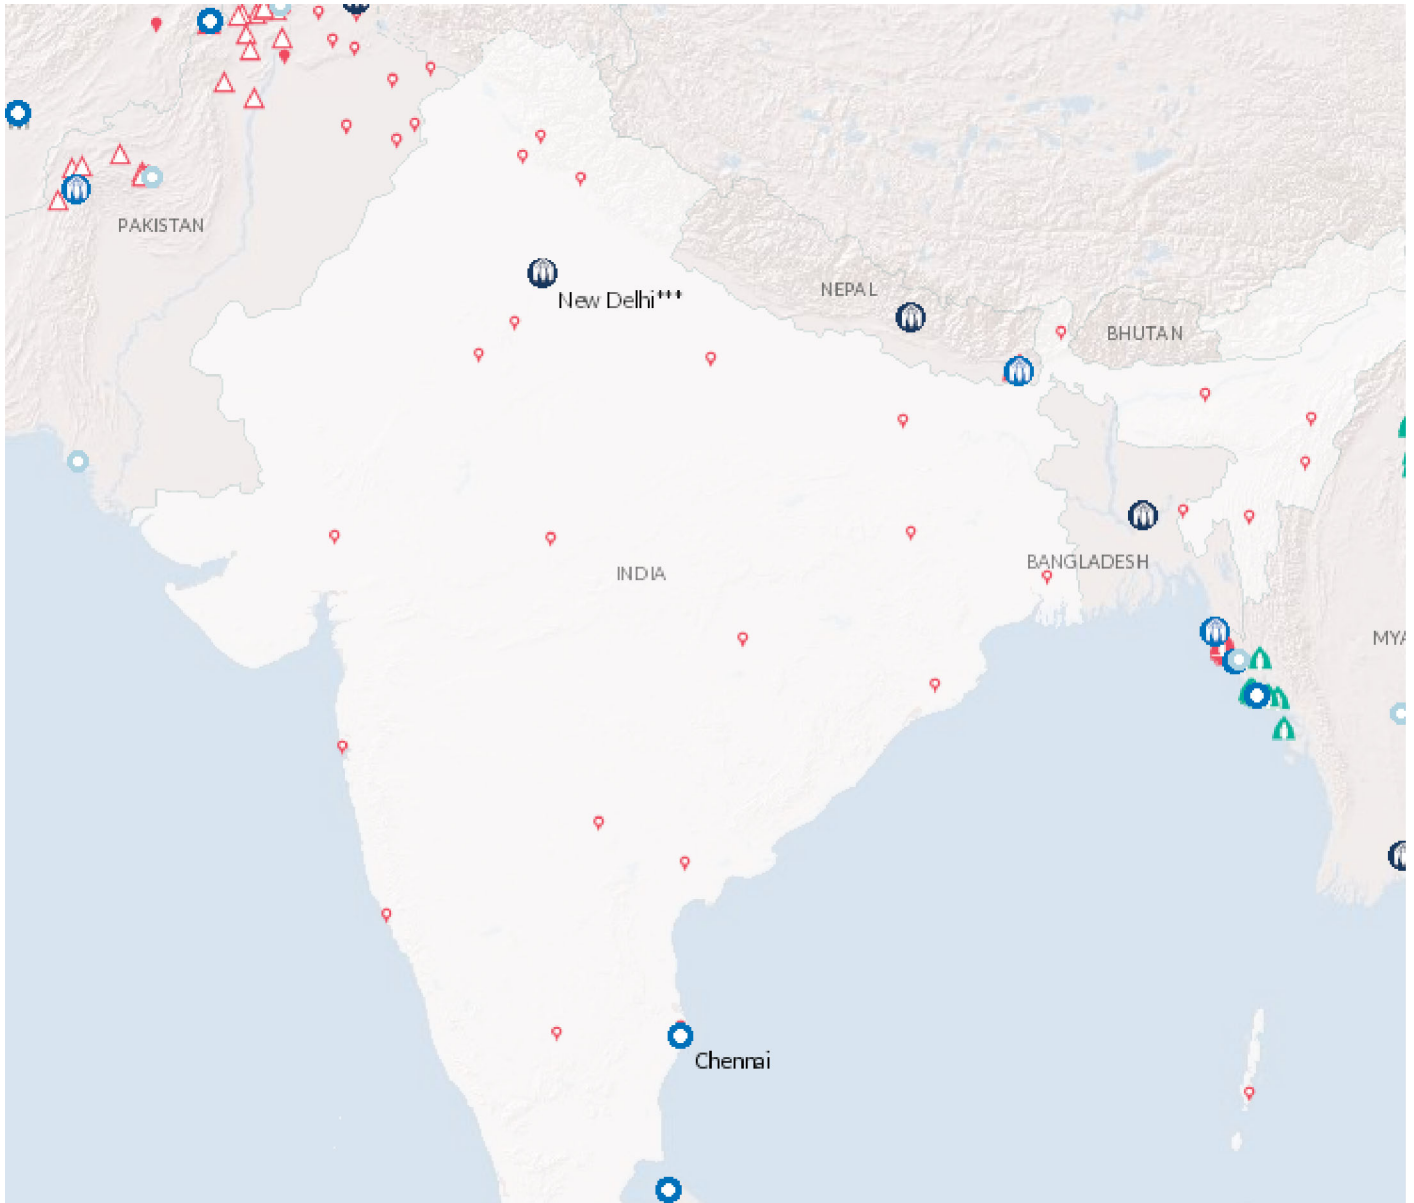 PAKISTAN
New Delhi***
NEPAL
BHUTAN
INDIA
BANGLADESH
MYA
Chennai